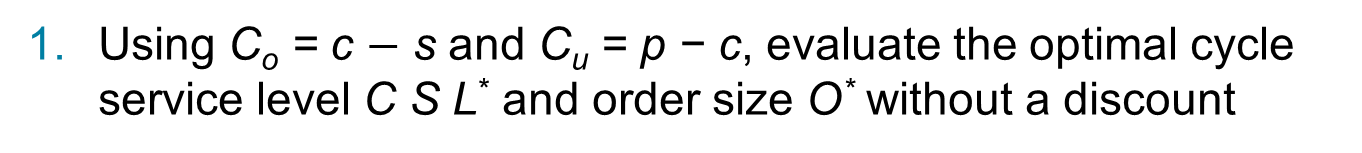 1. Using Co = c – s and Cu = p − c, evaluate the optimal cycle
service level C S L* and order size O* without a discount